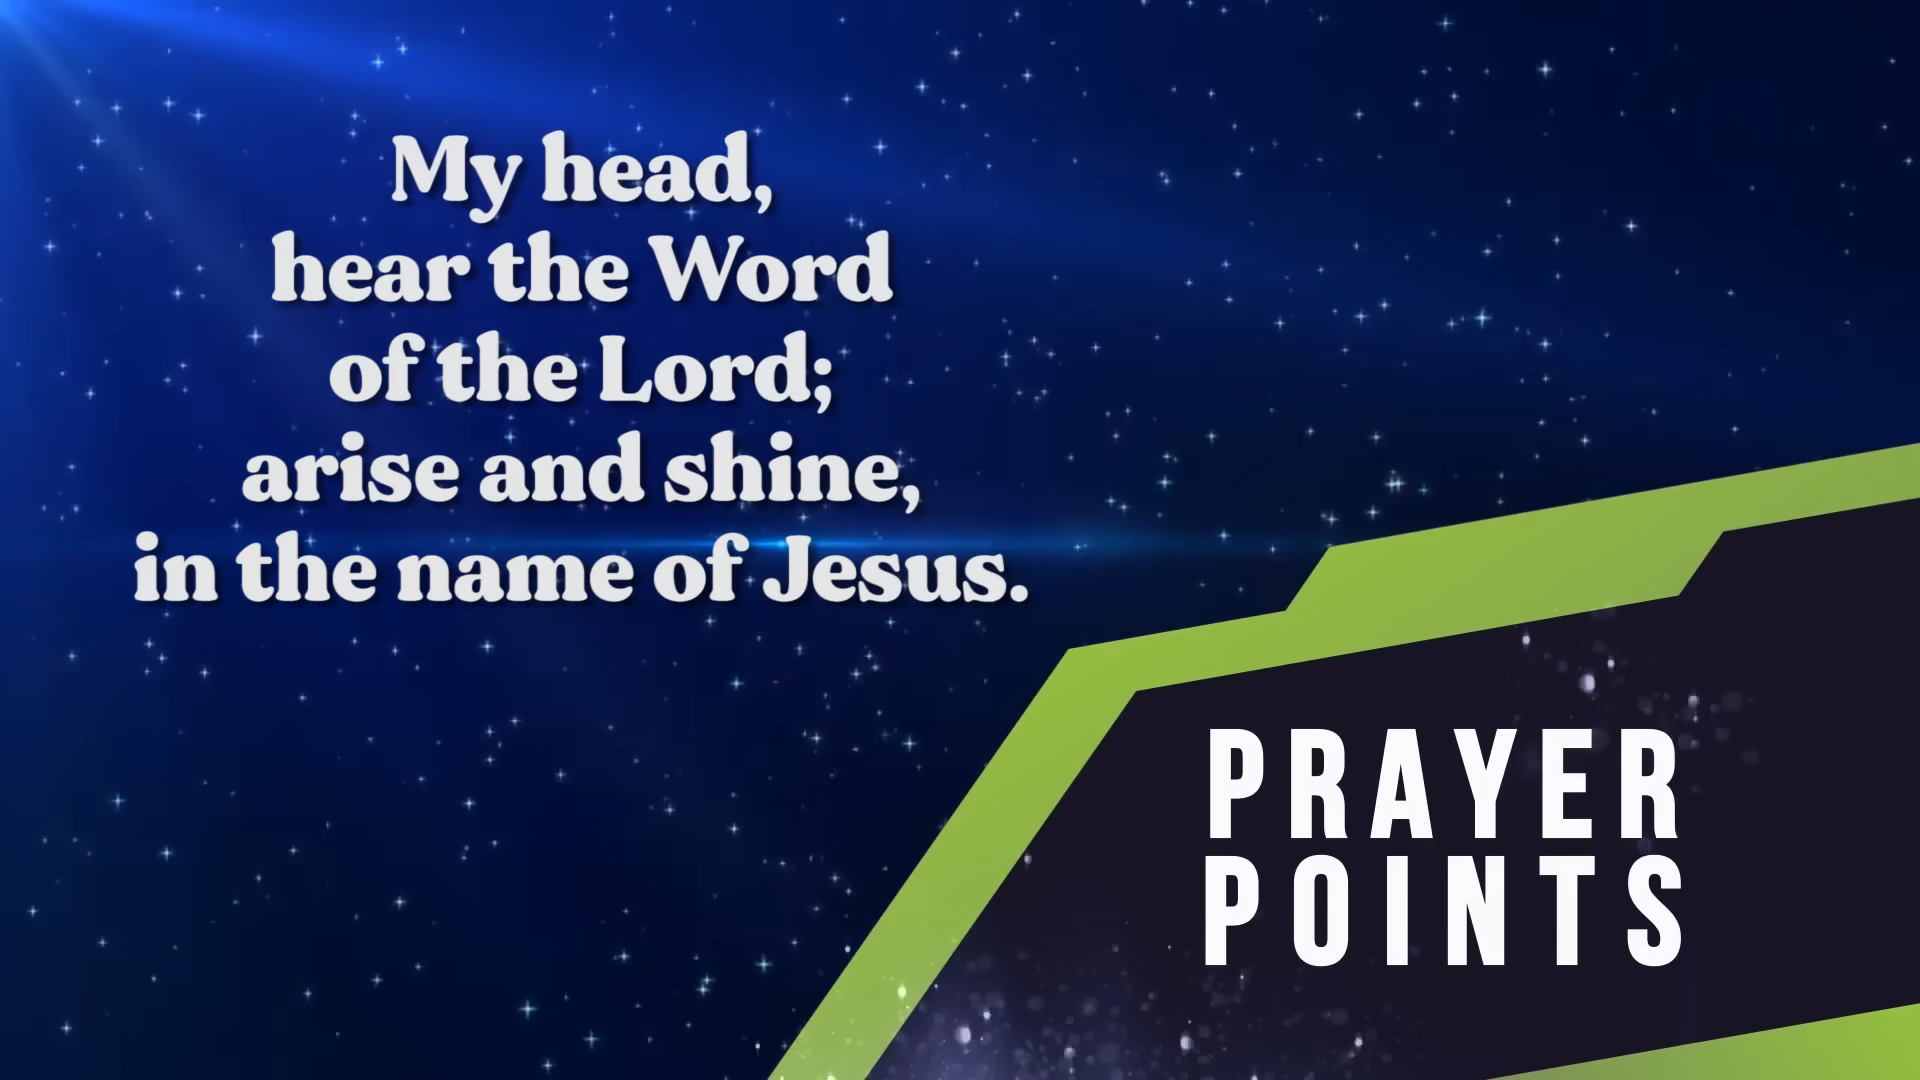 My head,
hear the Word
of the Lord;
arise and shine,
in the name of Jesus.
PRAYER
POINTS